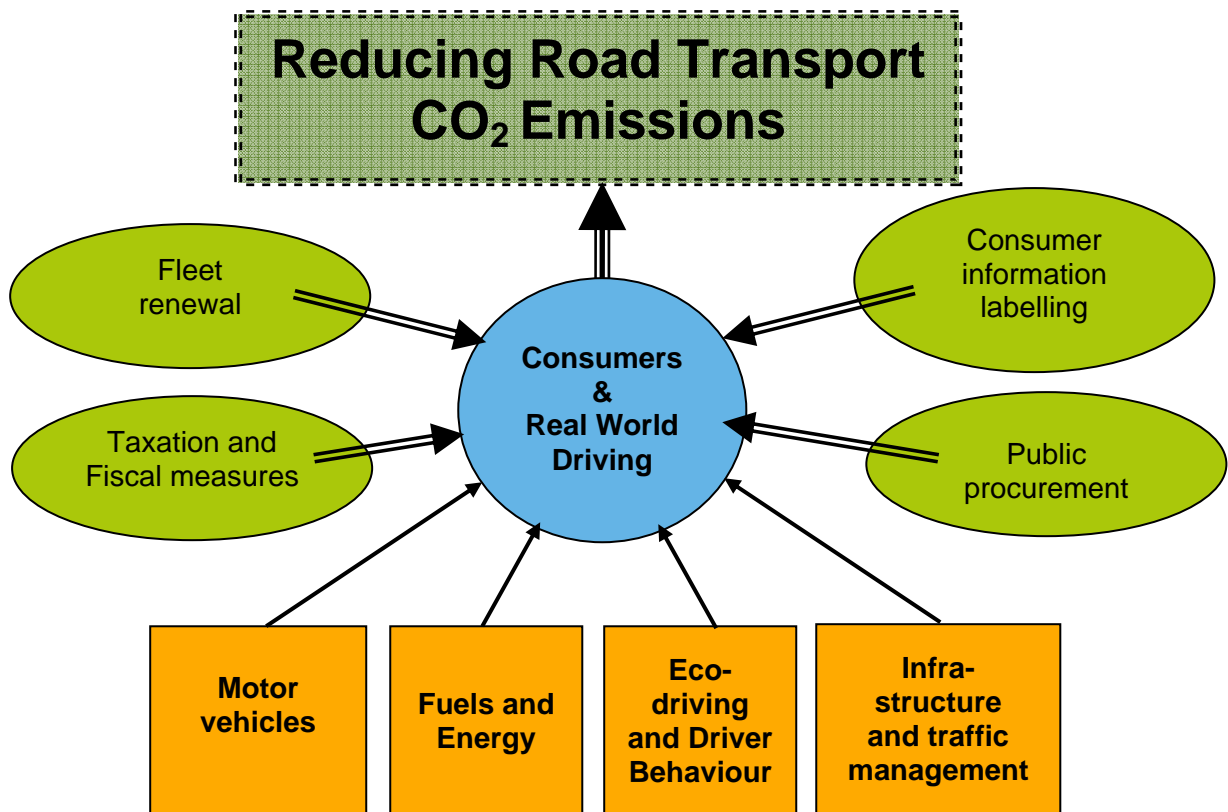 Reducing Road Transport
CO₂ Emissions
Fleet
renewal
Consumer
information
labelling
Consumers
&
Real World
Driving
Taxation and
Fiscal measures
Public
procurement
Motor
vehicles
Fuels and
Energy
Eco-
driving
and Driver
Behaviour
Infra-
structure
and traffic
management